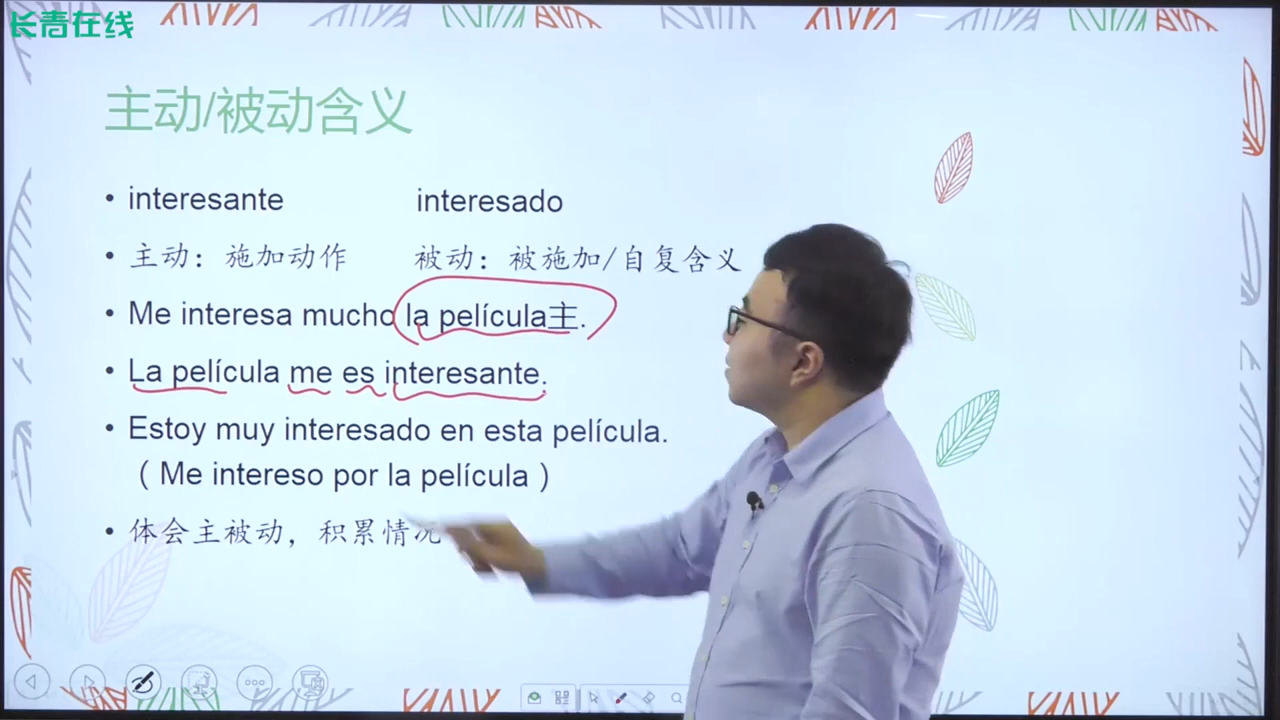 长青在线
主动/被动含义
• interesante interesado
• 主动：施加动作 被动：被施加/自复含义
• Me interesa mucho la película主.
• La película me es interesante.
• Estoy muy interesado en esta película.
（Me intereso por la película）
• 体会主被动，积累情况